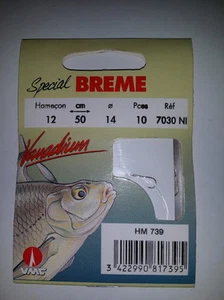 Special BREME
Hameçon cm ø Pces Réf
12 50 14 10 7030 NI
Vanadium
HM 739
VMC
3 422990 817395